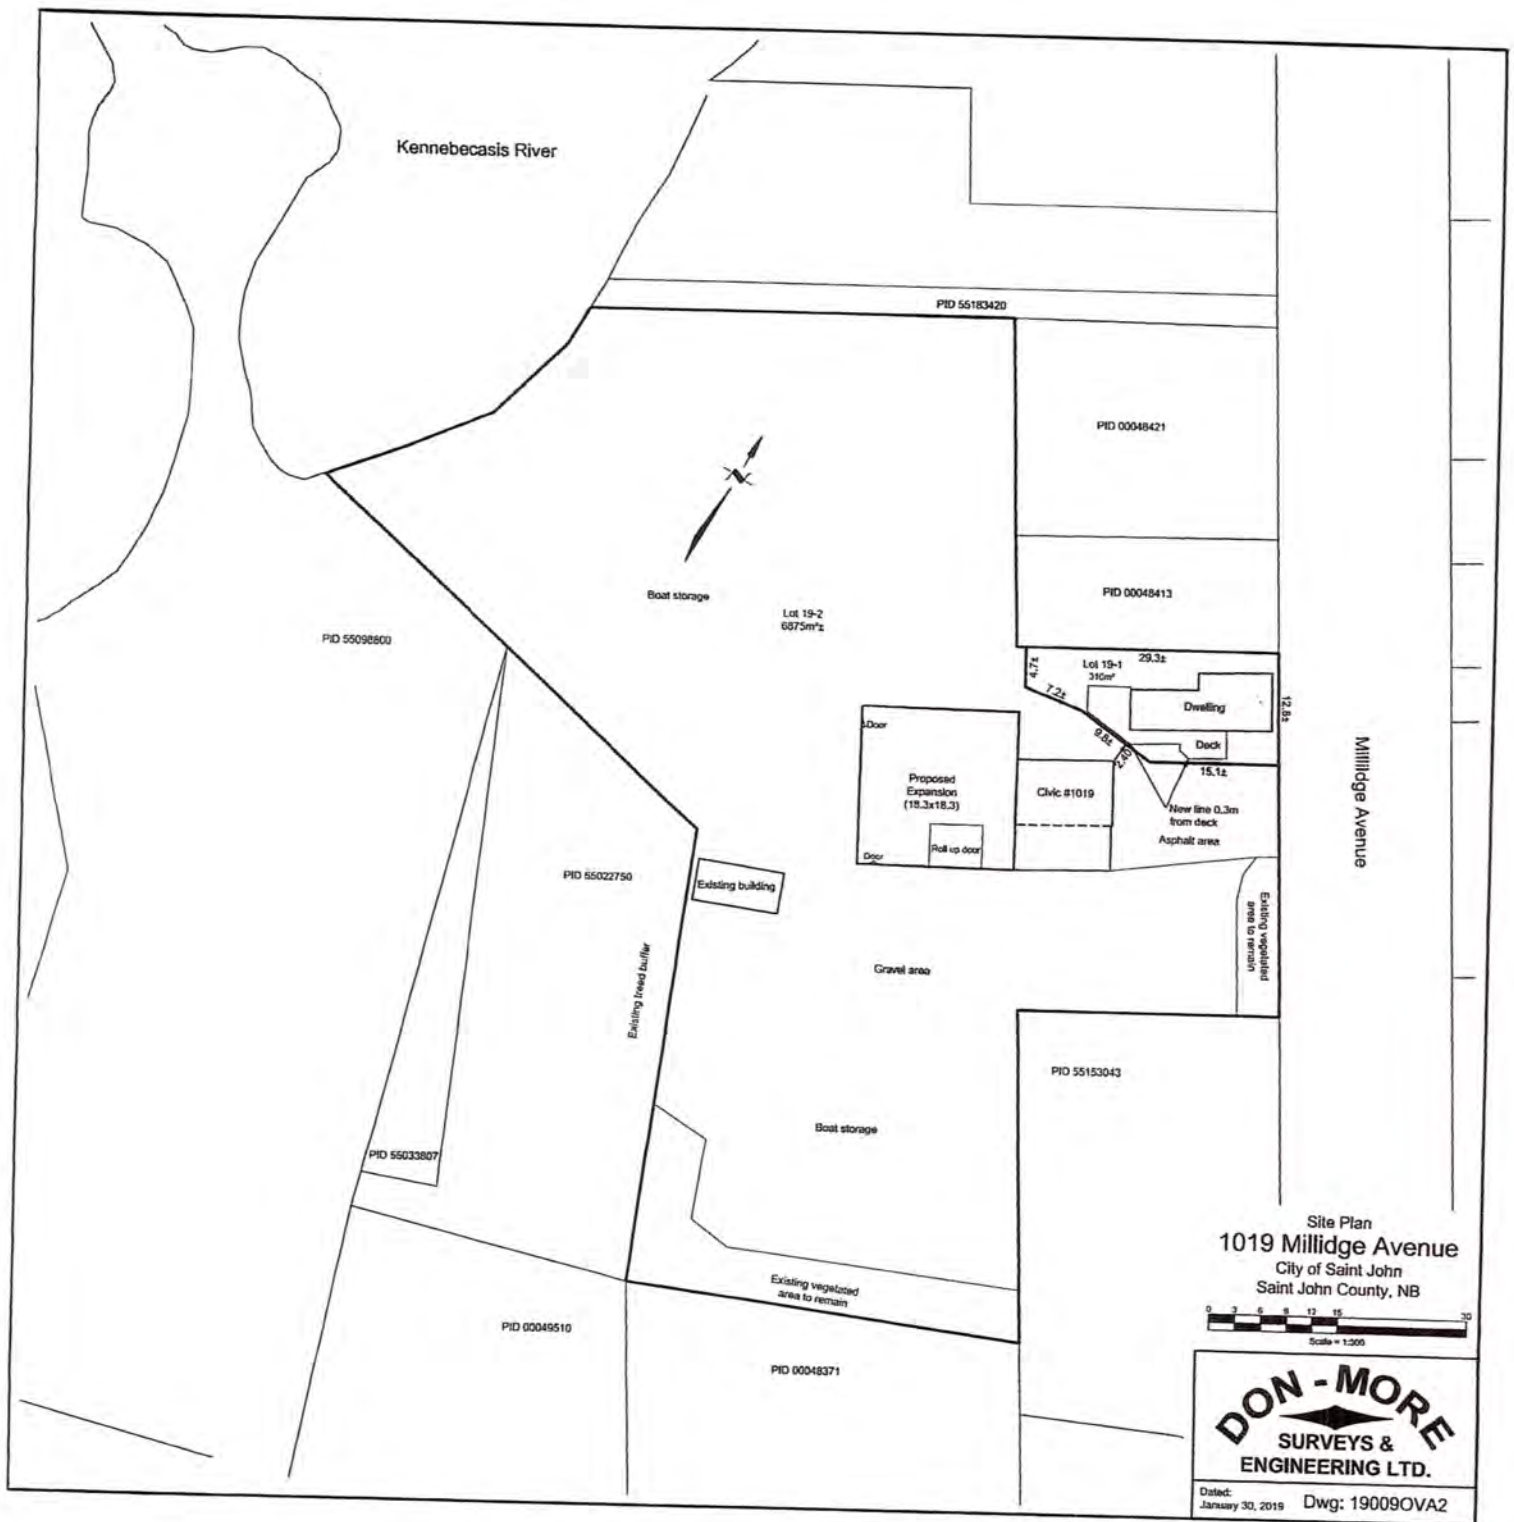 Kennebecasis River
PID 55183420
PID 00048421
PID 00048413
Boat storage
Lot 19-2
6875m²±
PID 55098800
N
4.7±
Lot 19-1
310m²
29.3±
7.2±
Dwelling
12.8±
Deck
9.8±
2.40
15.1±
Door
Proposed
Expansion
(18.3x18.3)
Civic #1019
New line 0.3m
from deck
Asphalt area
Millildge Avenue
Door
Roll up door
PID 55022750
Existing building
Existing vegetated
area to remain
Existing treed buffer
Gravel area
PID 55153043
Boat storage
PID 55033807
Existing vegetated
area to remain
PID 00049510
PID 00048371
Site Plan
1019 Millidge Avenue
City of Saint John
Saint John County, NB
0 3 6 9 12 15 30
Scale = 1:300
DON - MORE
SURVEYS &
ENGINEERING LTD.
Dated:
January 30, 2019
Dwg: 19009OVA2